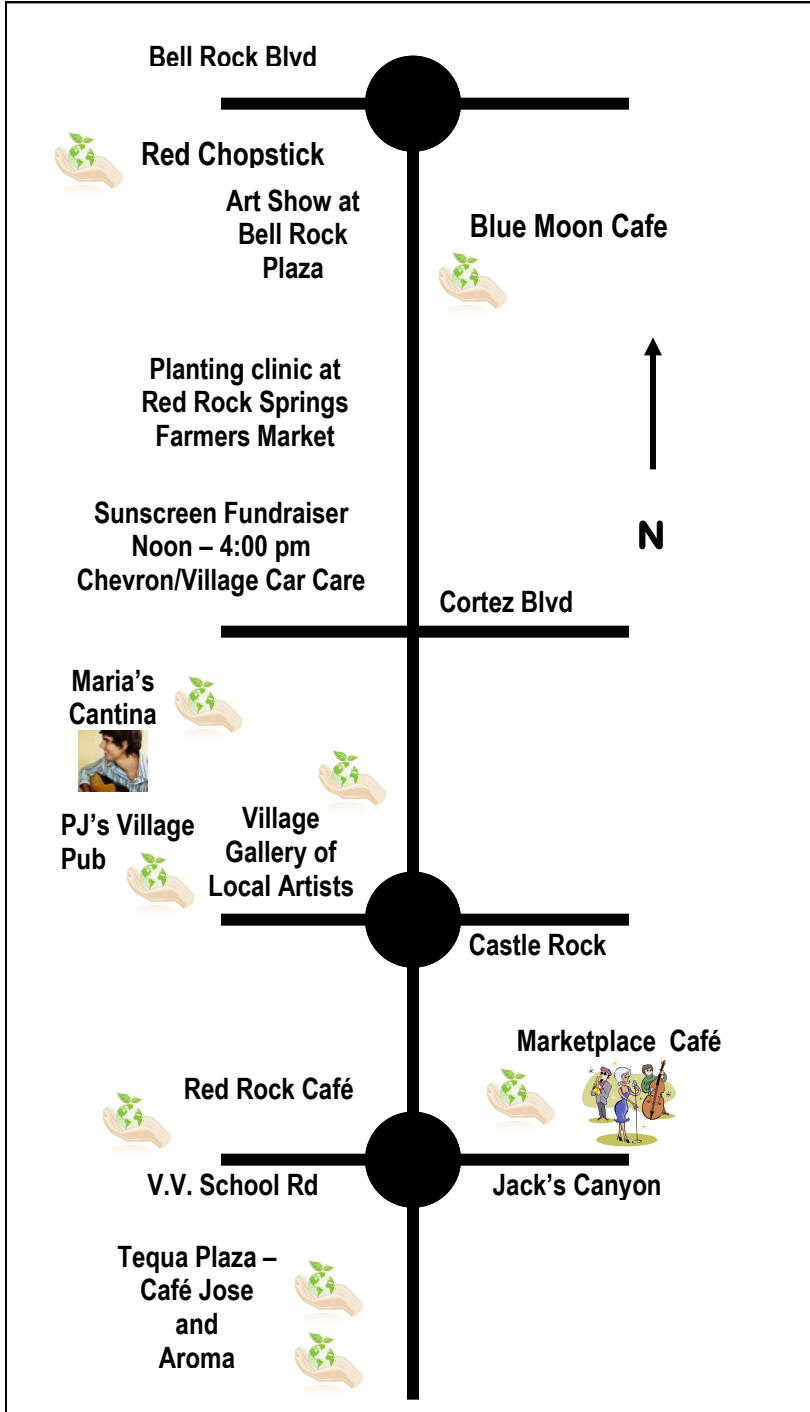 Bell Rock Blvd
Red Chopstick
Art Show at
Bell Rock
Plaza
Blue Moon Cafe
Planting clinic at
Red Rock Springs
Farmers Market
N
Sunscreen Fundraiser
Noon – 4:00 pm
Chevron/Village Car Care
Cortez Blvd
Maria's
Cantina
PJ's Village
Pub
Village
Gallery of
Local Artists
Castle Rock
Marketplace Café
Red Rock Café
V.V. School Rd
Jack's Canyon
Tequa Plaza –
Café Jose
and
Aroma